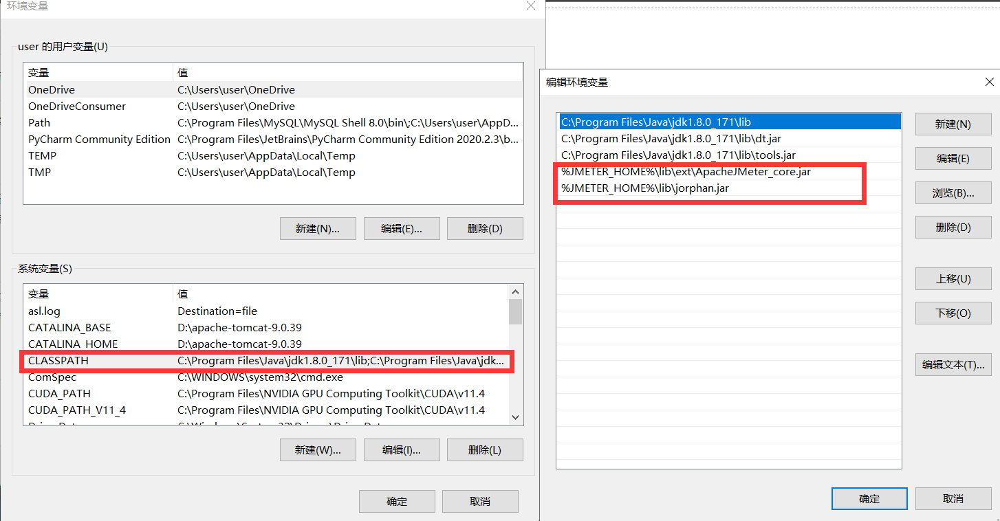 环境变量
user 的用户变量(U)
变量 值
OneDrive C:\Users\user\OneDrive
OneDriveConsumer C:\Users\user\OneDrive
Path C:\Program Files\MySQL\MySQL Shell 8.0\bin\;C:\Users\user\AppD...
PyCharm Community Edition C:\Program Files\JetBrains\PyCharm Community Edition 2020.2.3\b...
TEMP C:\Users\user\AppData\Local\Temp
TMP C:\Users\user\AppData\Local\Temp
新建(N)... 编辑(E)... 删除(D)
系统变量(S)
变量 值
asl.log Destination=file
CATALINA_BASE D:\apache-tomcat-9.0.39
CATALINA_HOME D:\apache-tomcat-9.0.39
CLASSPATH C:\Program Files\Java\jdk1.8.0_171\lib;C:\Program Files\Java\jdk...
ComSpec C:\WINDOWS\system32\cmd.exe
CUDA_PATH C:\Program Files\NVIDIA GPU Computing Toolkit\CUDA\v11.4
CUDA_PATH_V11_4 C:\Program Files\NVIDIA GPU Computing Toolkit\CUDA\v11.4
新建(W)... 编辑(I)... 删除(L)
确定 取消
编辑环境变量
C:\Program Files\Java\jdk1.8.0_171\lib
C:\Program Files\Java\jdk1.8.0_171\lib\dt.jar
C:\Program Files\Java\jdk1.8.0_171\lib\tools.jar
%JMETER_HOME%\lib\ext\ApacheJMeter_core.jar
%JMETER_HOME%\lib\jorphan.jar
新建(N)
编辑(E)
浏览(B)...
删除(D)
上移(U)
下移(O)
编辑文本(T)...
确定 取消